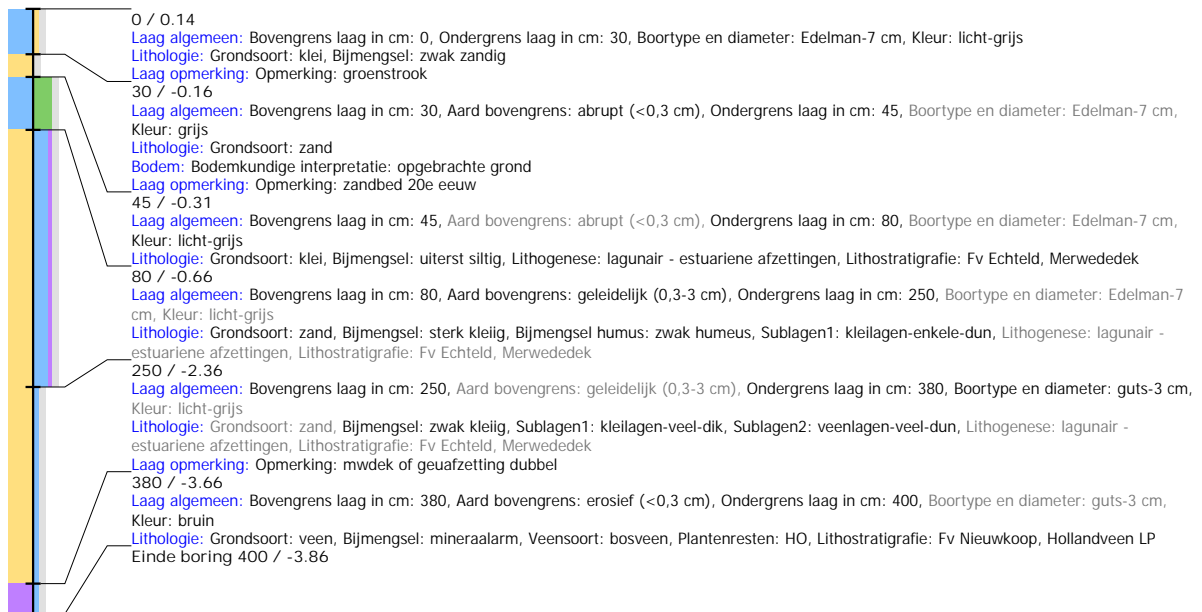 0 / 0.14
Laag algemeen: Bovengrens laag in cm: 0, Ondergrens laag in cm: 30, Boortype en diameter: Edelman-7 cm, Kleur: licht-grijs
Lithologie: Grondsoort: klei, Bijmengsel: zwak zandig
Laag opmerking: Opmerking: groenstrook
30 / -0.16
Laag algemeen: Bovengrens laag in cm: 30, Aard bovengrens: abrupt (<0,3 cm), Ondergrens laag in cm: 45, Boortype en diameter: Edelman-7 cm,
Kleur: grijs
Lithologie: Grondsoort: zand
Bodem: Bodemkundige interpretatie: opgebrachte grond
Laag opmerking: Opmerking: zandbed 20e eeuw
45 / -0.31
Laag algemeen: Bovengrens laag in cm: 45, Aard bovengrens: abrupt (<0,3 cm), Ondergrens laag in cm: 80, Boortype en diameter: Edelman-7 cm,
Kleur: licht-grijs
Lithologie: Grondsoort: klei, Bijmengsel: uiterst siltig, Lithogenese: lagunair - estuariene afzettingen, Lithostratigrafie: Fv Echteld, Merwededek
80 / -0.66
Laag algemeen: Bovengrens laag in cm: 80, Aard bovengrens: geleidelijk (0,3-3 cm), Ondergrens laag in cm: 250, Boortype en diameter: Edelman-7
cm, Kleur: licht-grijs
Lithologie: Grondsoort: zand, Bijmengsel: sterk kleiig, Bijmengsel humus: zwak humeus, Sublagen1: kleilagen-enkele-dun, Lithogenese: lagunair -
estuariene afzettingen, Lithostratigrafie: Fv Echteld, Merwededek
250 / -2.36
Laag algemeen: Bovengrens laag in cm: 250, Aard bovengrens: geleidelijk (0,3-3 cm), Ondergrens laag in cm: 380, Boortype en diameter: guts-3 cm,
Kleur: licht-grijs
Lithologie: Grondsoort: zand, Bijmengsel: zwak kleiig, Sublagen1: kleilagen-veel-dik, Sublagen2: veenlagen-veel-dun, Lithogenese: lagunair -
estuariene afzettingen, Lithostratigrafie: Fv Echteld, Merwededek
Laag opmerking: Opmerking: mwdek of geuafzetting dubbel
380 / -3.66
Laag algemeen: Bovengrens laag in cm: 380, Aard bovengrens: erosief (<0,3 cm), Ondergrens laag in cm: 400, Boortype en diameter: guts-3 cm,
Kleur: bruin
Lithologie: Grondsoort: veen, Bijmengsel: mineraalarm, Veensoort: bosveen, Plantenresten: HO, Lithostratigrafie: Fv Nieuwkoop, Hollandveen LP
Einde boring 400 / -3.86